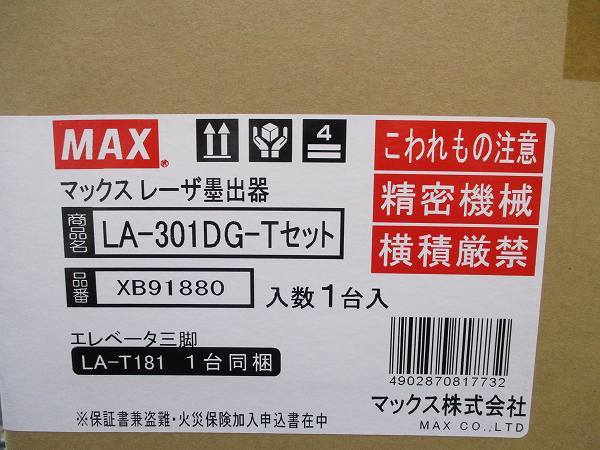 MAX®
4
こわれもの注意
精密機械
横積厳禁
マックス レーザ墨出器
商品名 LA-301DG-Tセット
品番 XB91880 入数1台入
エレベータ三脚
LA-T181 1台同梱
4902870817732
マックス株式会社
MAX CO.,LTD
※保証書兼盗難・火災保険加入申込書在中